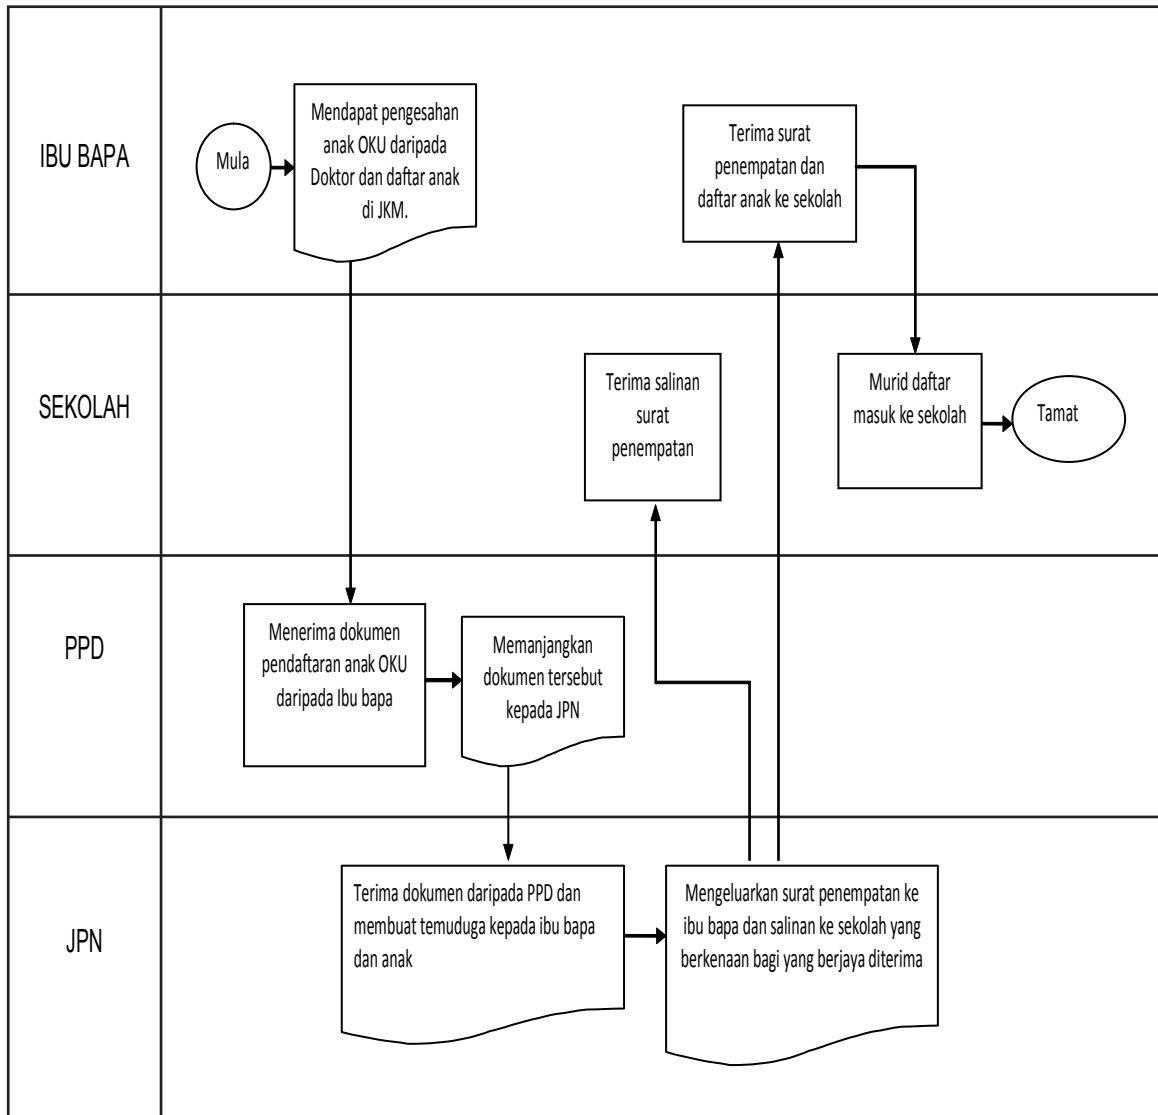 IBU BAPA
Mula
Mendapat pengesahan
anak OKU daripada
Doktor dan daftar anak
di JKM.
Terima surat
penempatan dan
daftar anak ke sekolah
SEKOLAH
Terima salinan
surat
penempatan
Murid daftar
masuk ke sekolah
Tamat
PPD
Menerima dokumen
pendaftaran anak OKU
daripada Ibu bapa
Memanjangkan
dokumen tersebut
kepada JPN
JPN
Terima dokumen daripada PPD dan
membuat temuduga kepada ibu bapa
dan anak
Mengeluarkan surat penempatan ke
ibu bapa dan salinan ke sekolah yang
berkenaan bagi yang berjaya diterima